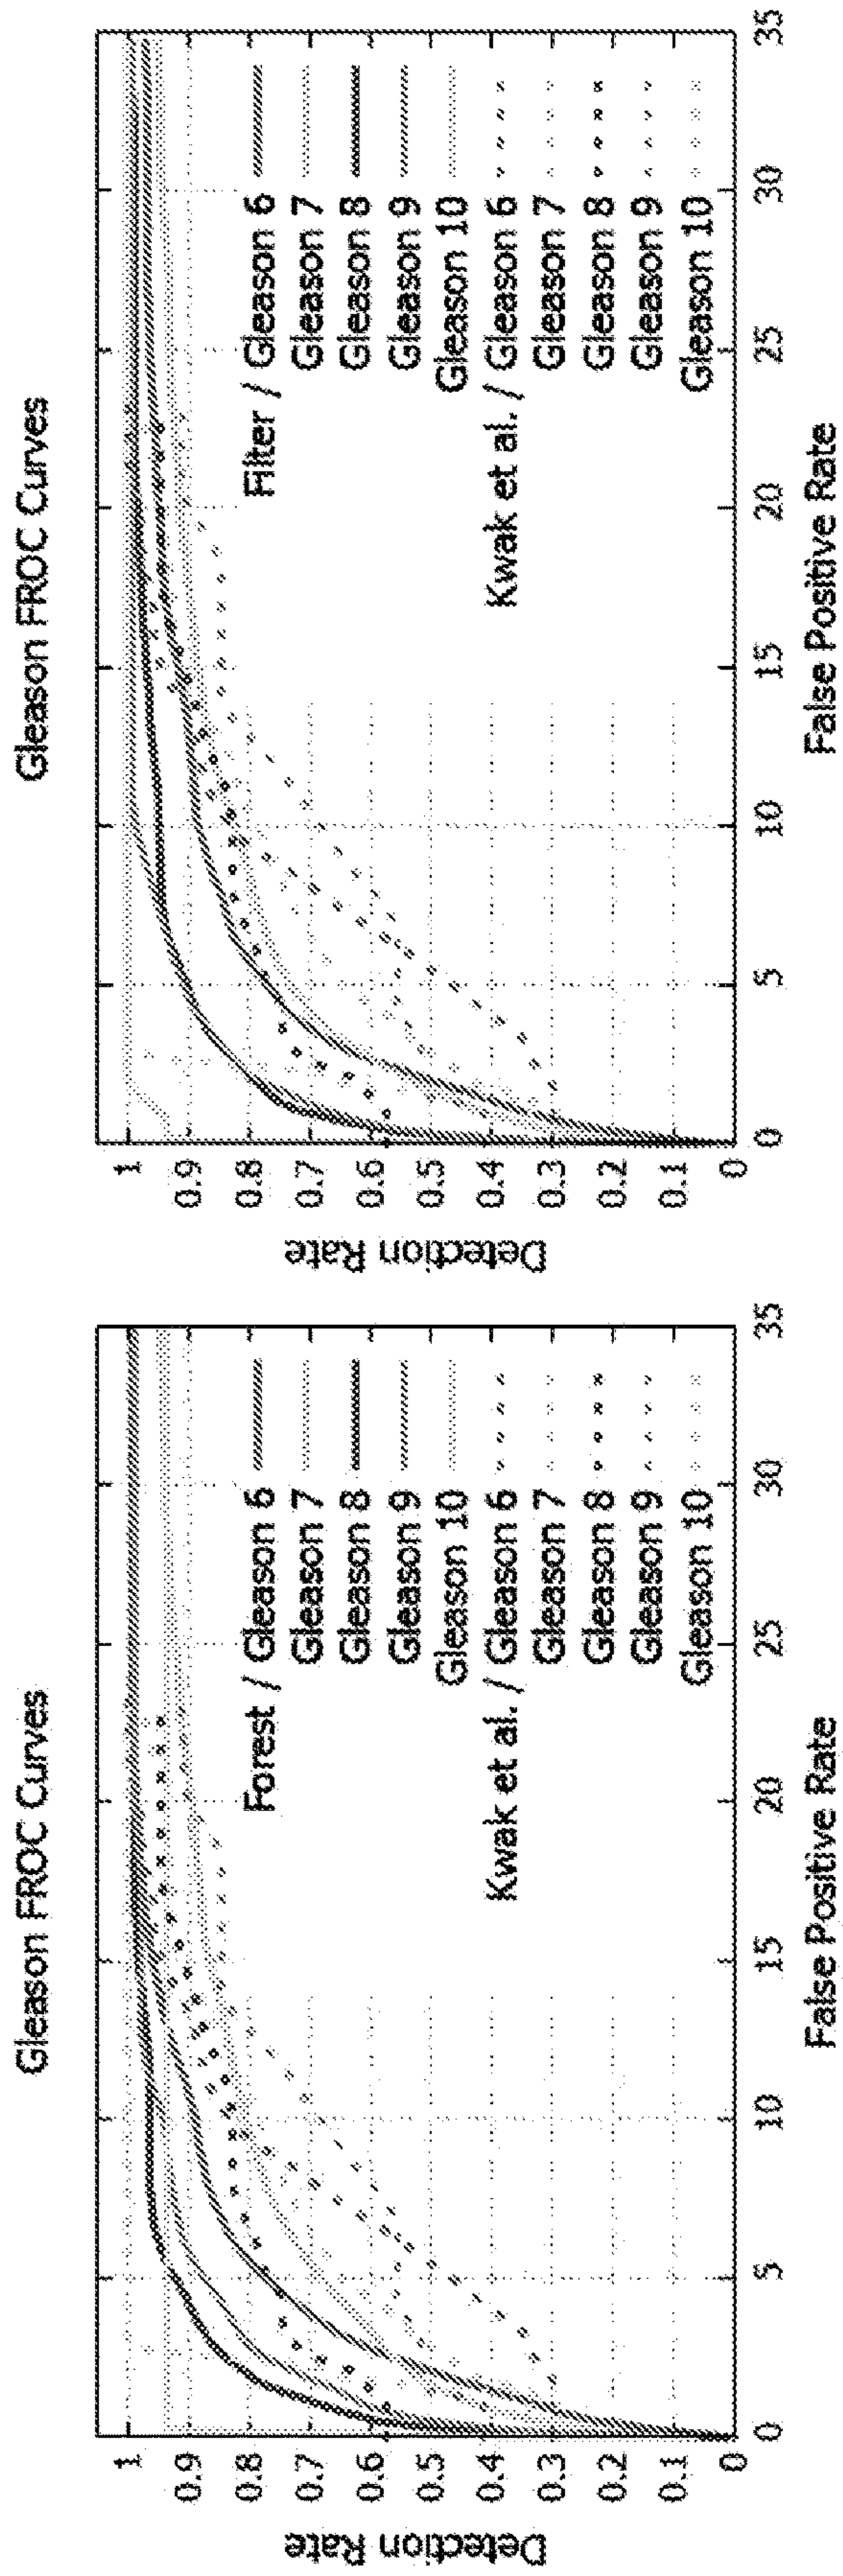 Gleason FROC Curves
Detection Rate
1
0.9
0.8
0.7
0.6
0.5
0.4
0.3
0.2
0.1
0
Forest / Gleason 6
Gleason 7
Gleason 8
Gleason 9
Gleason 10
Kwak et al. / Gleason 6
Gleason 7
Gleason 8
Gleason 9
Gleason 10
0 5 10 15 20 25 30 35
False Positive Rate
Gleason FROC Curves
Detection Rate
1
0.9
0.8
0.7
0.6
0.5
0.4
0.3
0.2
0.1
0
Filter / Gleason 6
Gleason 7
Gleason 8
Gleason 9
Gleason 10
Kwak et al. / Gleason 6
Gleason 7
Gleason 8
Gleason 9
Gleason 10
0 5 10 15 20 25 30 35
False Positive Rate